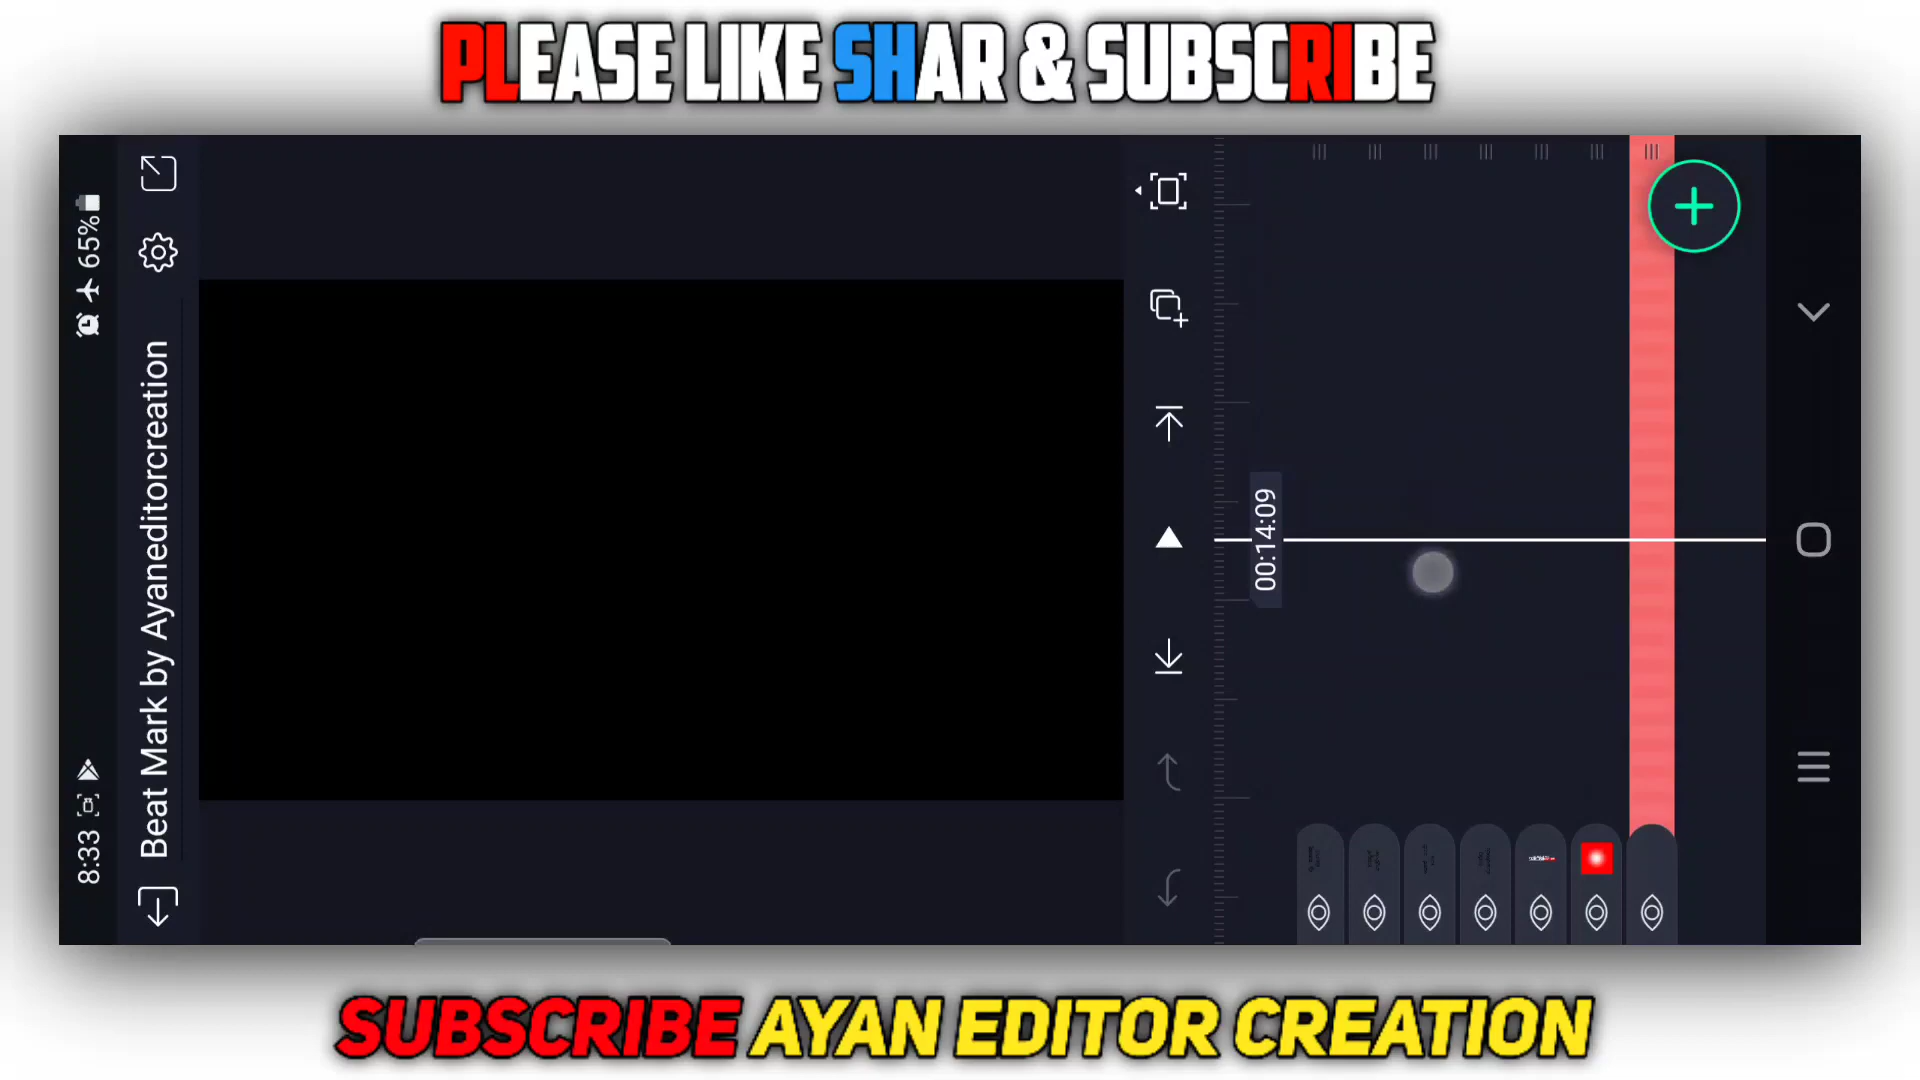 PLEASE LIKE SHAR & SUBSCRIBE
8:33
65%
Beat Mark by Ayaneditorcreation
00:14:09
SUBSCRIBE AYAN EDITOR CREATION